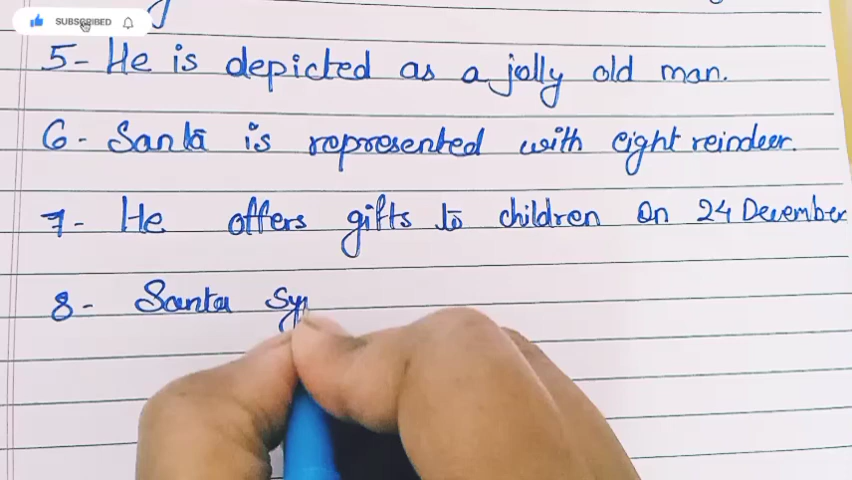 SUBSCRIBED
5- He is depicted as a jolly old man.
6- Santa is represented with eight reindeer.
7- He offers gifts to children on 24 December
8- Santa Sy